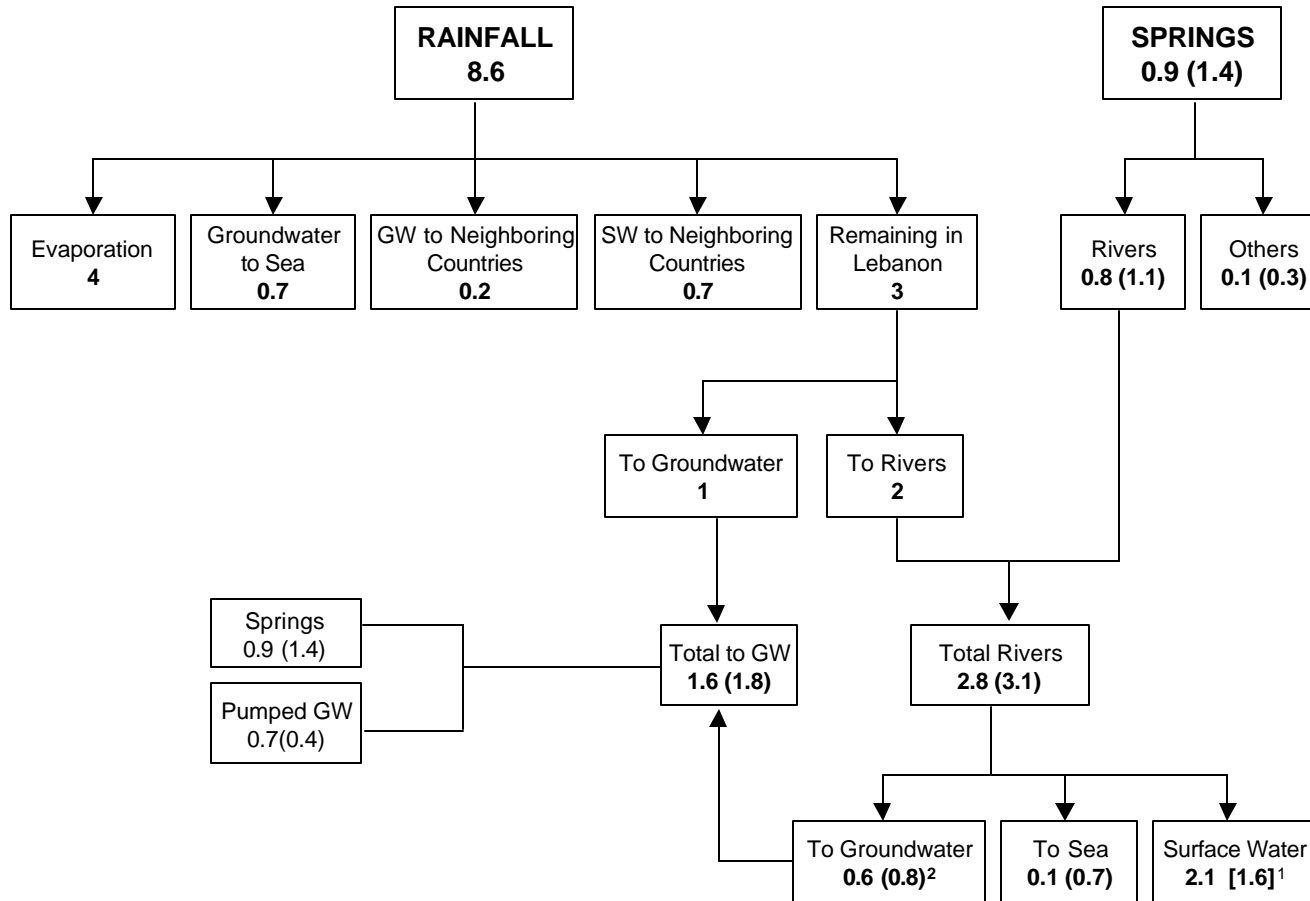 RAINFALL
8.6
SPRINGS
0.9 (1.4)
Evaporation
4
Groundwater
to Sea
0.7
GW to Neighboring
Countries
0.2
SW to Neighboring
Countries
0.7
Remaining in
Lebanon
3
Rivers
0.8 (1.1)
Others
0.1 (0.3)
To Groundwater
1
To Rivers
2
Springs
0.9 (1.4)
Pumped GW
0.7(0.4)
Total to GW
1.6 (1.8)
Total Rivers
2.8 (3.1)
To Groundwater
0.6 (0.8)²
To Sea
0.1 (0.7)
Surface Water
2.1 [1.6]¹